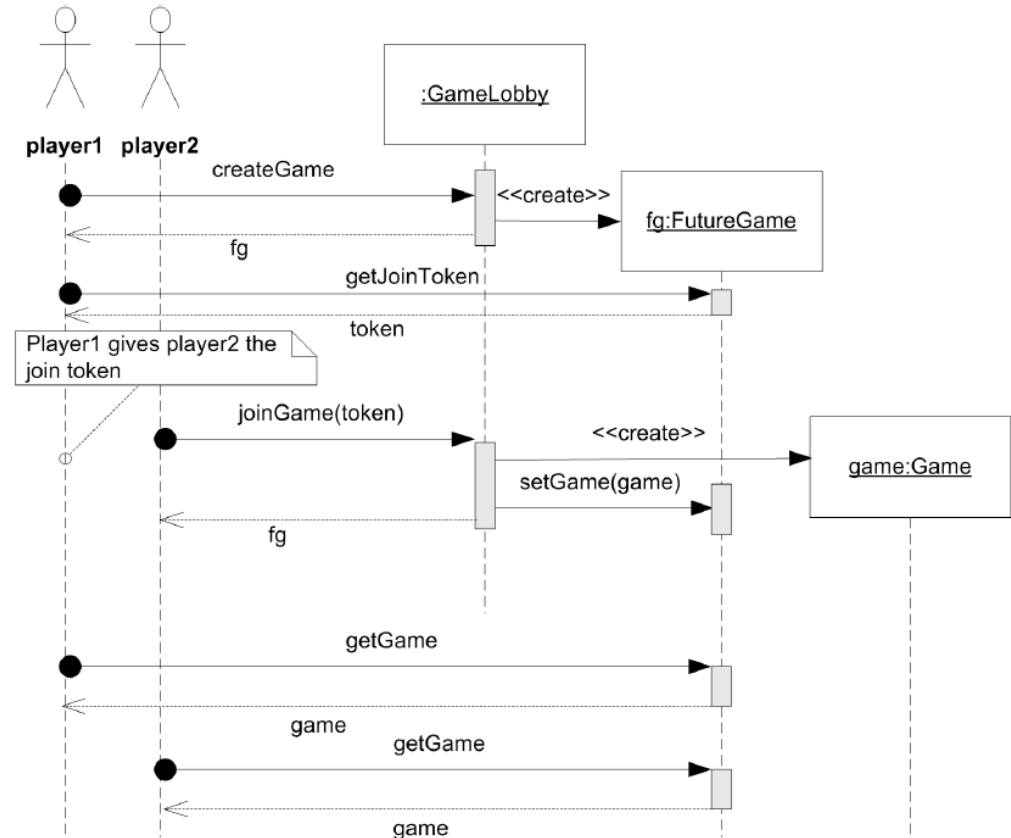 player1 player2
:GameLobby
createGame
<<create>>
fg:FutureGame
fg
getJoinToken
token
Player1 gives player2 the
join token
joinGame(token)
<<create>>
game:Game
setGame(game)
fg
getGame
game
getGame
game